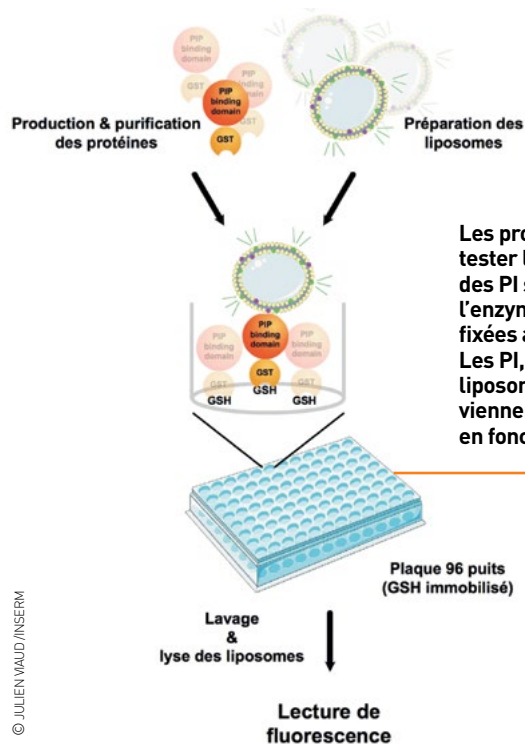 PIP
binding
domain
GST
PIP
binding
domain
GST
PIP
binding
domain
GST
Production & purification
des protéines
Préparation des
liposomes
Les pro
tester l
des PI s
l'enzyn
fixées a
Les PI,
liposon
vienne
en fonc
PIP
binding
domain
GST
GSH
PIP
binding
domain
GST
GSH
PIP
binding
domain
GST
GSH
Plaque 96 puits
(GSH immobilisé)
Lavage
&
lyse des liposomes
Lecture de
fluorescence
© JULIEN VIAUD/INSERM